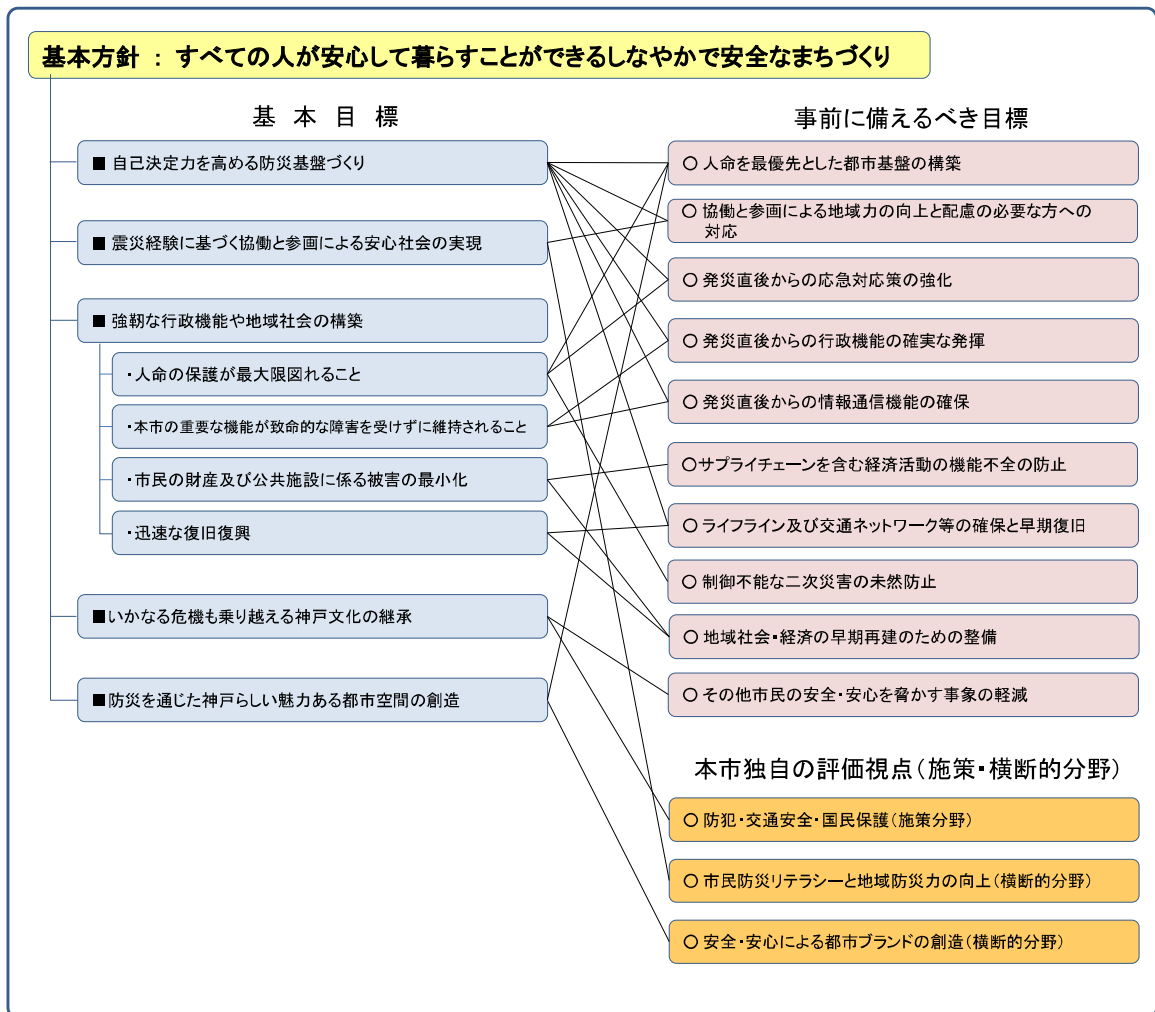 基本方針 : すべての人が安心して暮らすことができるしなやかで安全なまちづくり
基本目標
■ 自己決定力を高める防災基盤づくり
■ 震災経験に基づく協働と参画による安心社会の実現
■ 強靭な行政機能や地域社会の構築
・人命の保護が最大限図れること
・本市の重要な機能が致命的な障害を受けずに維持されること
・市民の財産及び公共施設に係る被害の最小化
・迅速な復旧復興
■いかなる危機も乗り越える神戸文化の継承
■防災を通じた神戸らしい魅力ある都市空間の創造
事前に備えるべき目標
○ 人命を最優先とした都市基盤の構築
○ 協働と参画による地域力の向上と配慮の必要な方への
対応
○ 発災直後からの応急対応策の強化
○ 発災直後からの行政機能の確実な発揮
○ 発災直後からの情報通信機能の確保
○サプライチェーンを含む経済活動の機能不全の防止
○ ライフライン及び交通ネットワーク等の確保と早期復旧
○ 制御不能な二次災害の未然防止
○ 地域社会・経済の早期再建のための整備
○ その他市民の安全・安心を脅かす事象の軽減
本市独自の評価視点(施策・横断的分野)
○ 防犯・交通安全・国民保護(施策分野)
○ 市民防災リテラシーと地域防災力の向上(横断的分野)
○ 安全・安心による都市ブランドの創造(横断的分野)